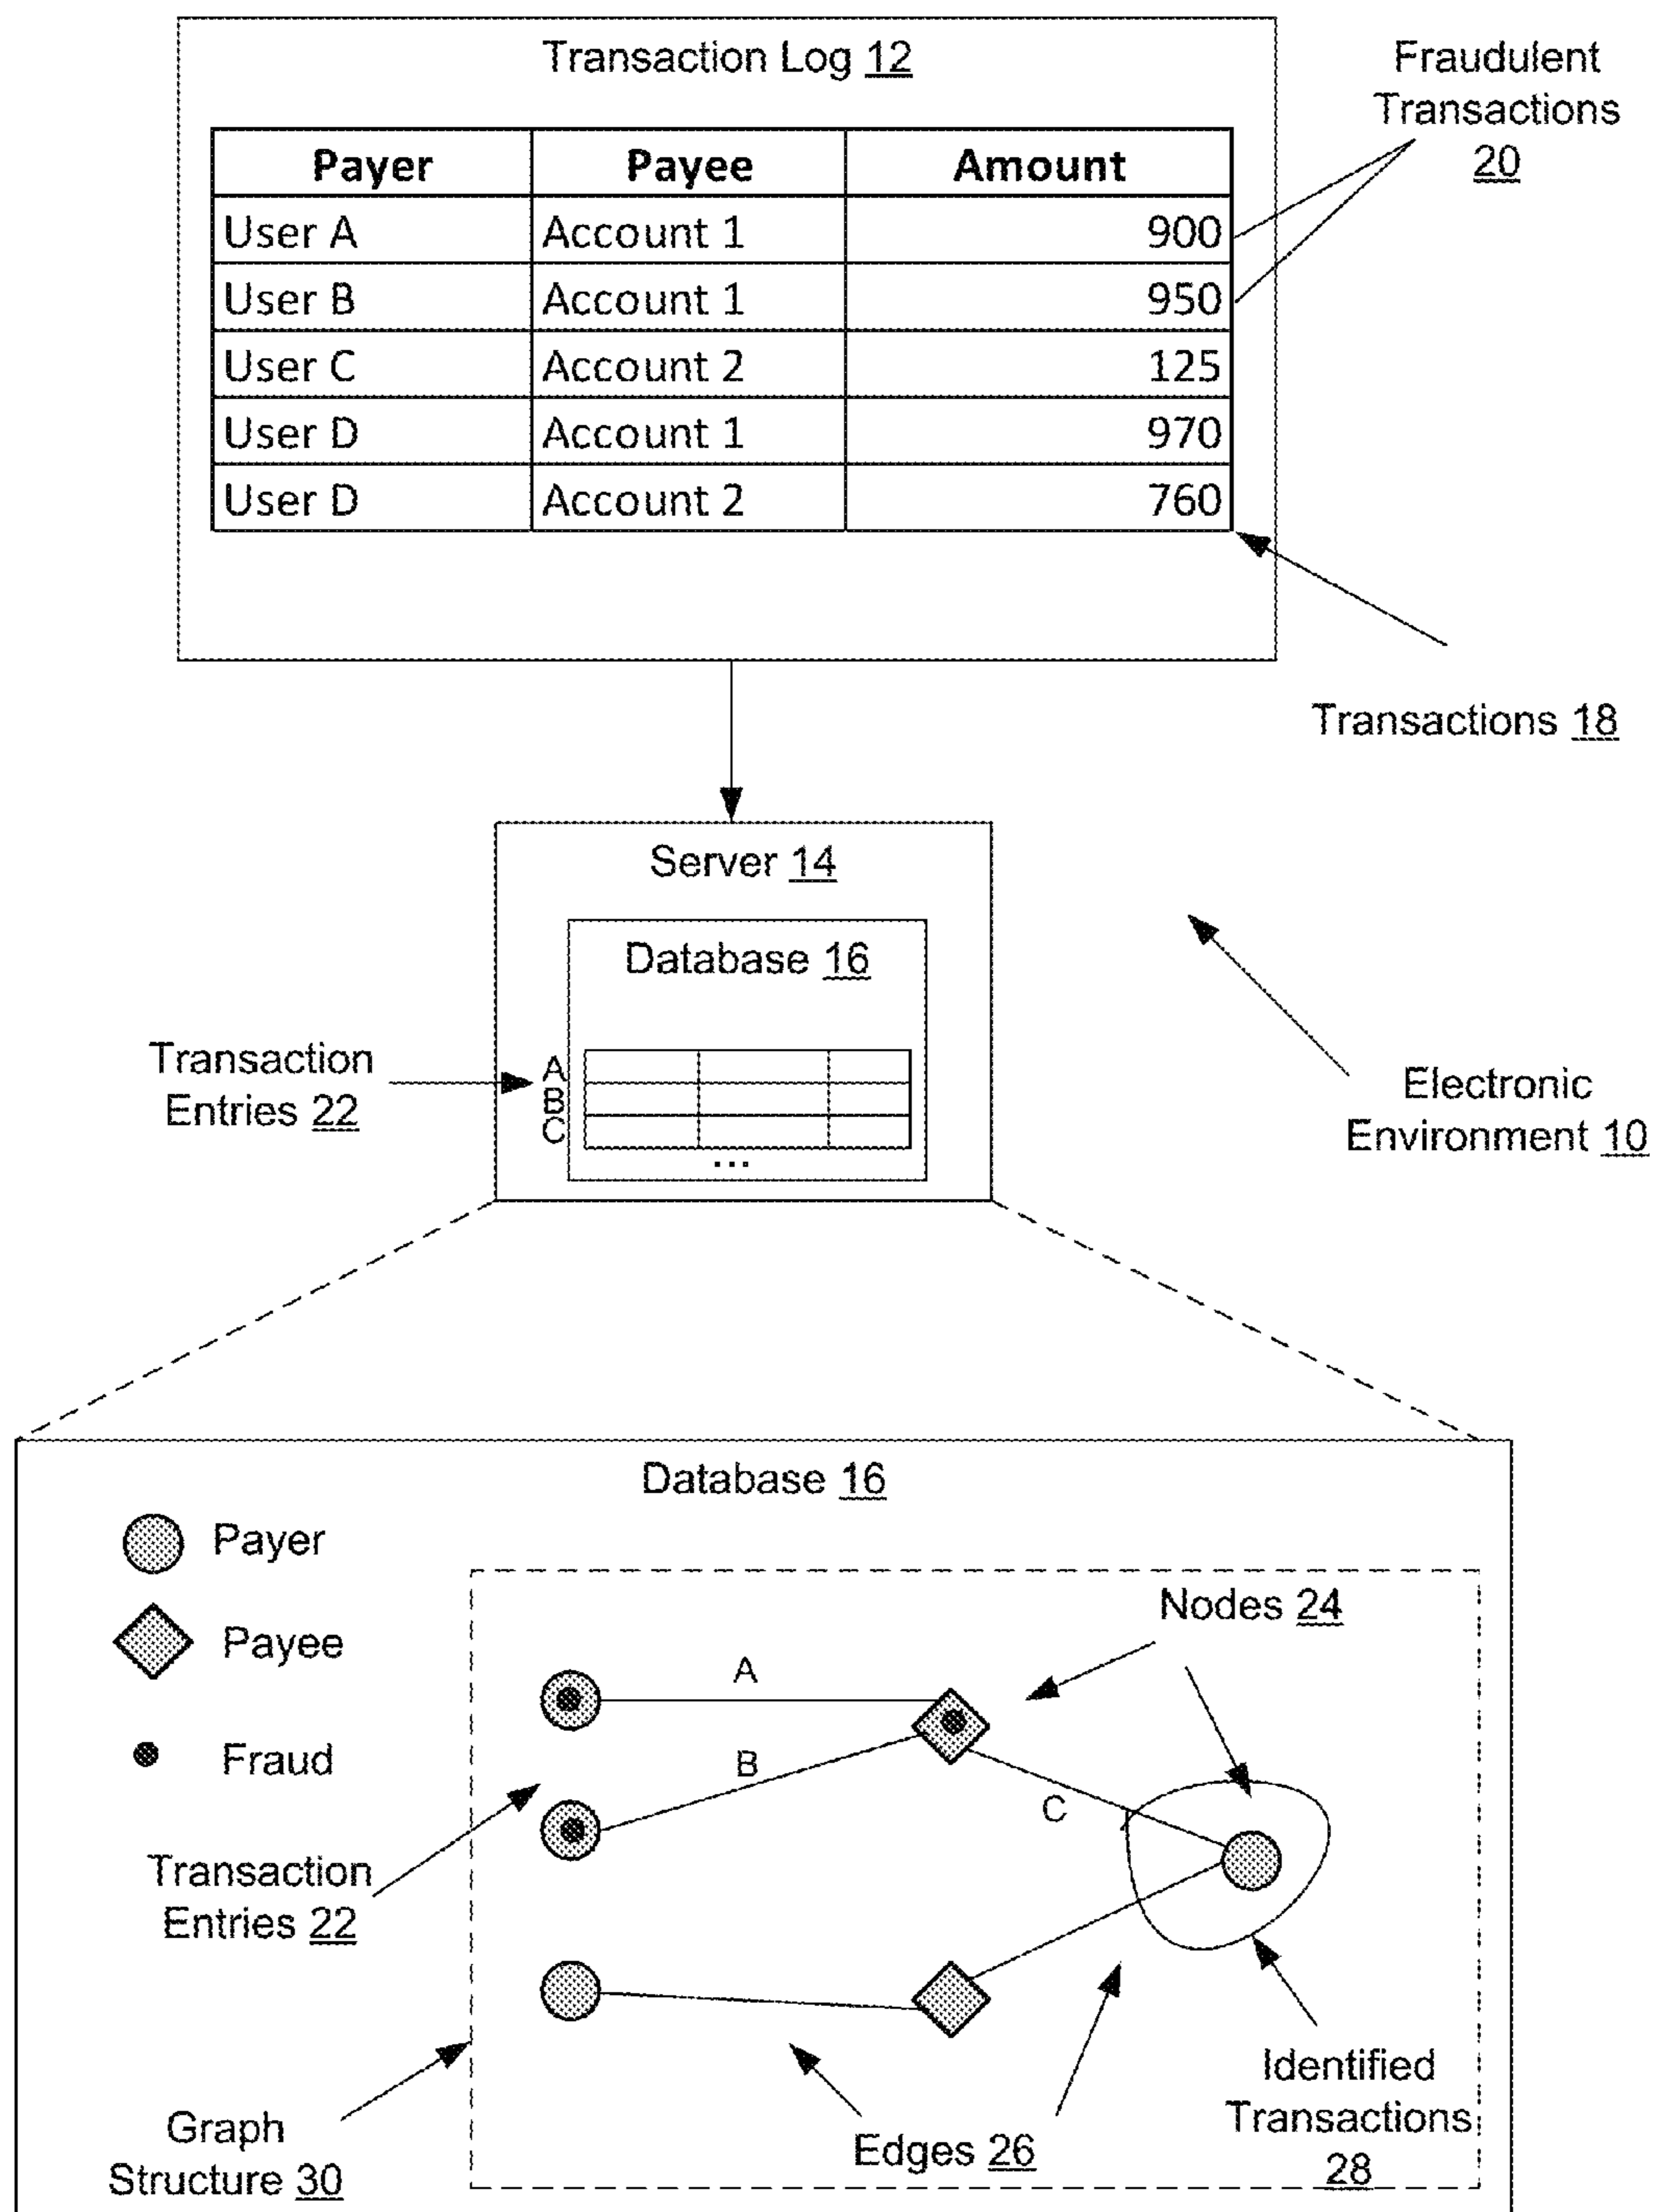 Transaction Log 12
Fraudulent
Transactions
20
Payer Payee Amount
User A Account 1 900
User B Account 1 950
User C Account 2 125
User D Account 1 970
User D Account 2 760
Transactions 18
Server 14
Database 16
Transaction
Entries 22
A
B
C
...
Electronic
Environment 10
Database 16
Payer
Payee
Fraud
Nodes 24
A
B
C
Transaction
Entries 22
Identified
Transactions
28
Edges 26
Graph
Structure 30